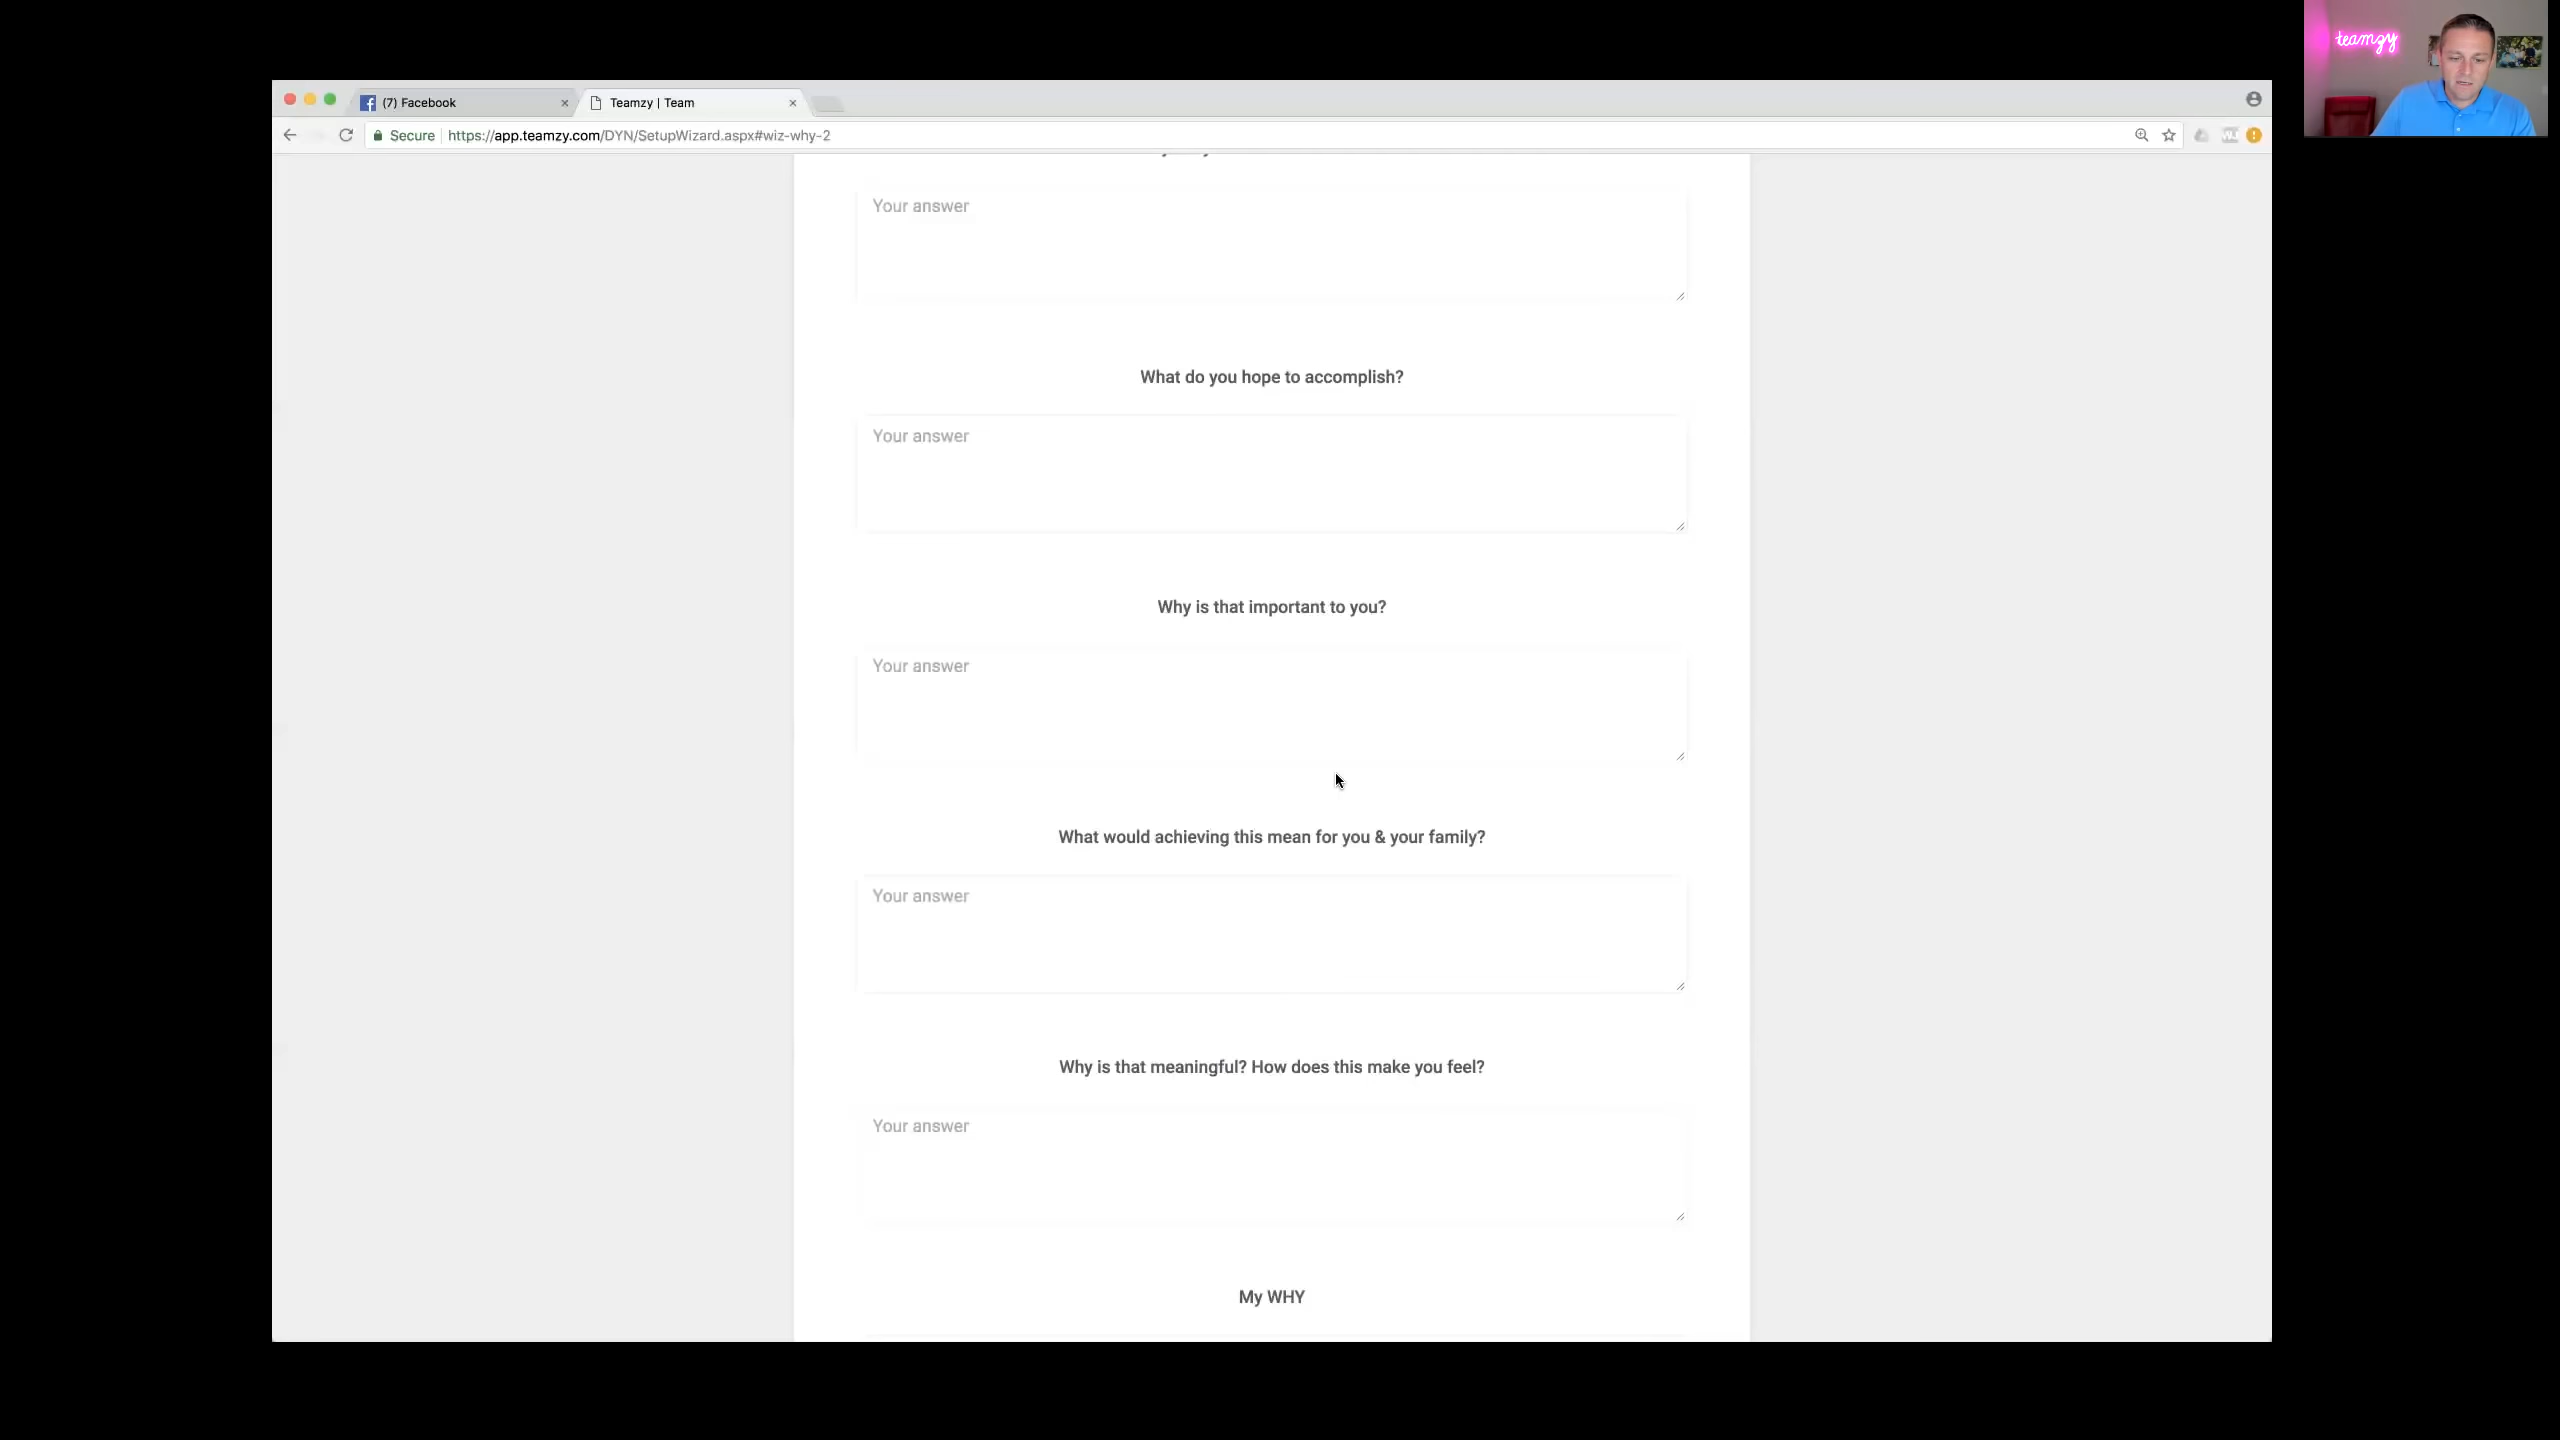 teamzy
(7) Facebook
Teamzy | Team
Secure
https://app.teamzy.com/DYN/SetupWizard.aspx#wiz-why-2
Your answer
What do you hope to accomplish?
Your answer
Why is that important to you?
Your answer
What would achieving this mean for you & your family?
Your answer
Why is that meaningful? How does this make you feel?
Your answer
My WHY